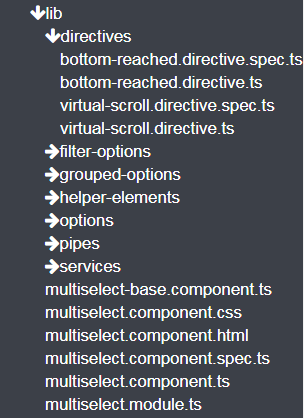 lib
directives
bottom-reached.directive.spec.ts
bottom-reached.directive.ts
virtual-scroll.directive.spec.ts
virtual-scroll.directive.ts
filter-options
grouped-options
helper-elements
options
pipes
services
multiselect-base.component.ts
multiselect.component.css
multiselect.component.html
multiselect.component.spec.ts
multiselect.component.ts
multiselect.module.ts